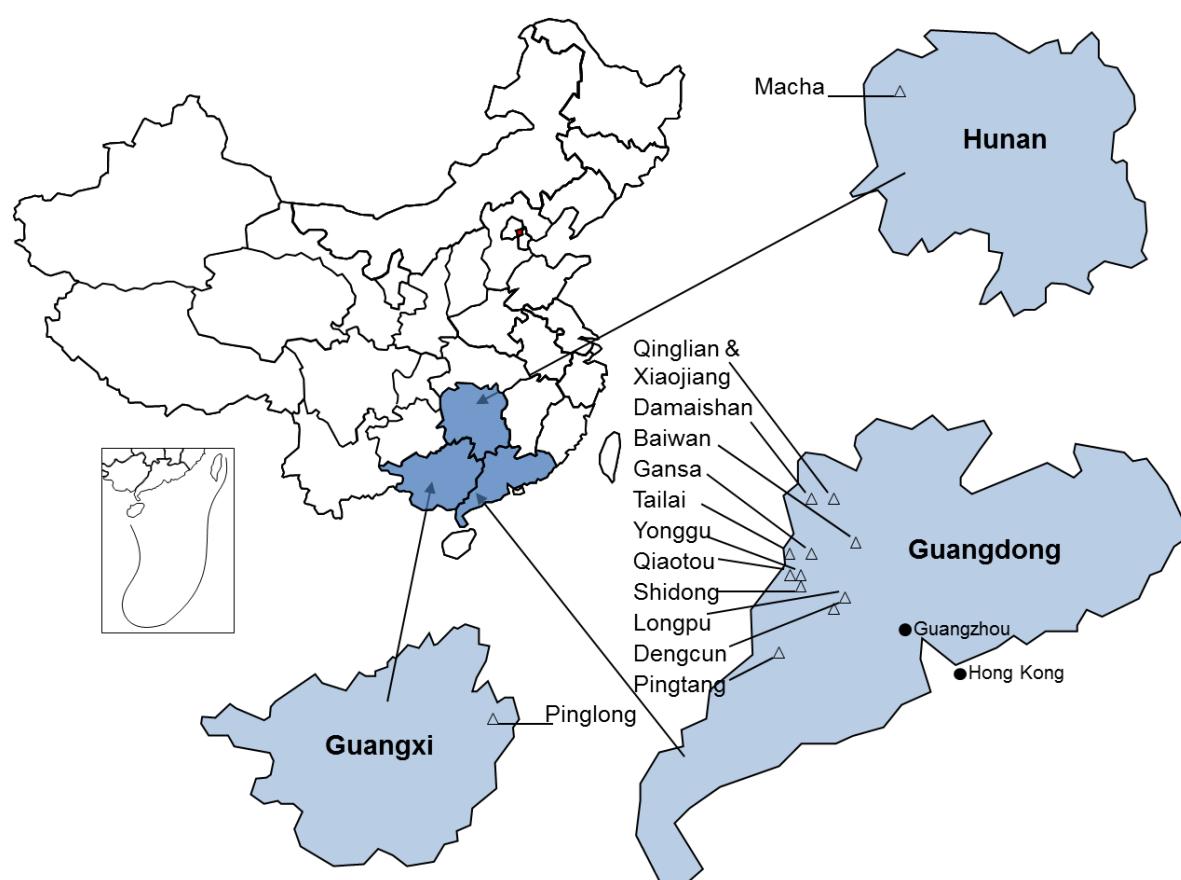 Macha
Hunan
Qinglian &
Xiaojiang
Damaishan
Baiwan
Gansa
Tailai
Yonggu
Qiaotou
Shidong
Longpu
Dengcun
Pingtang
Guangdong
Guangzhou
Hong Kong
Pinglong
Guangxi